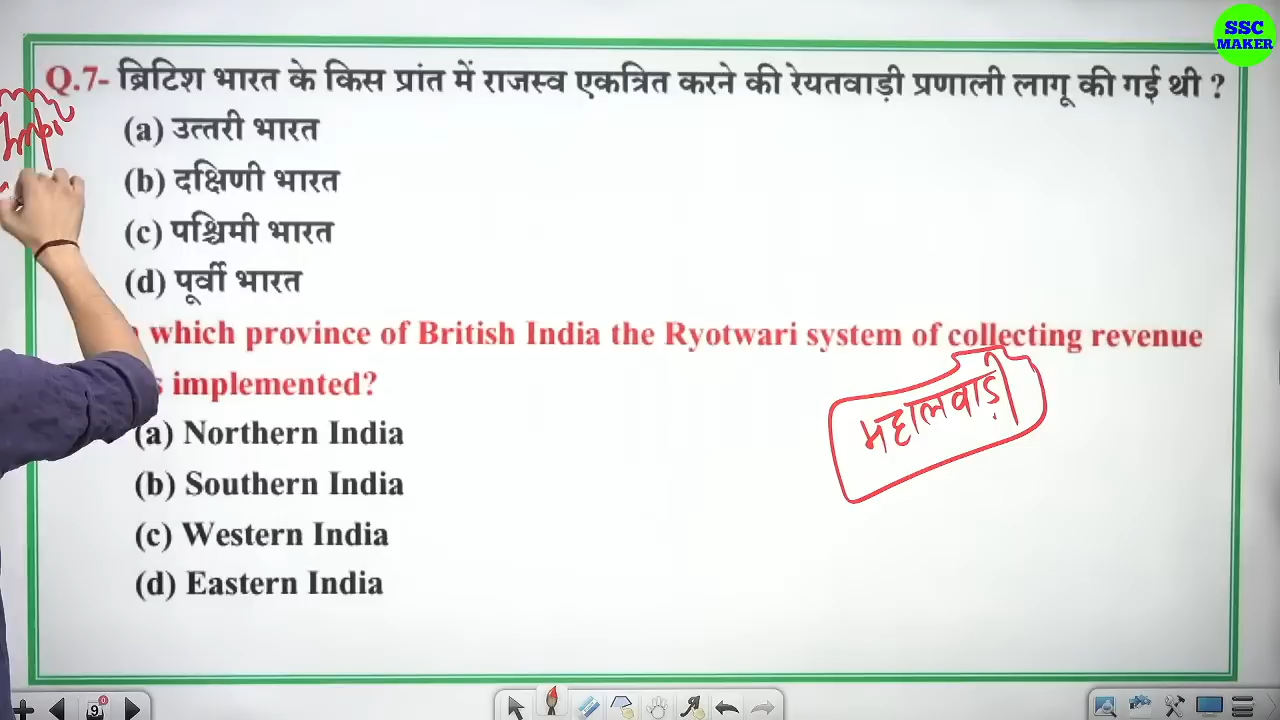 SSC
MAKER
Q.7- ब्रिटिश भारत के किस प्रांत में राजस्व एकत्रित करने की रेयतवाड़ी प्रणाली लागू की गई थी ?
Imp
(a) उत्तरी भारत
(b) दक्षिणी भारत
(c) पश्चिमी भारत
(d) पूर्वी भारत
which province of British India the Ryotwari system of collecting revenue
implemented?
महालवाड़ी
(a) Northern India
(b) Southern India
(c) Western India
(d) Eastern India
9